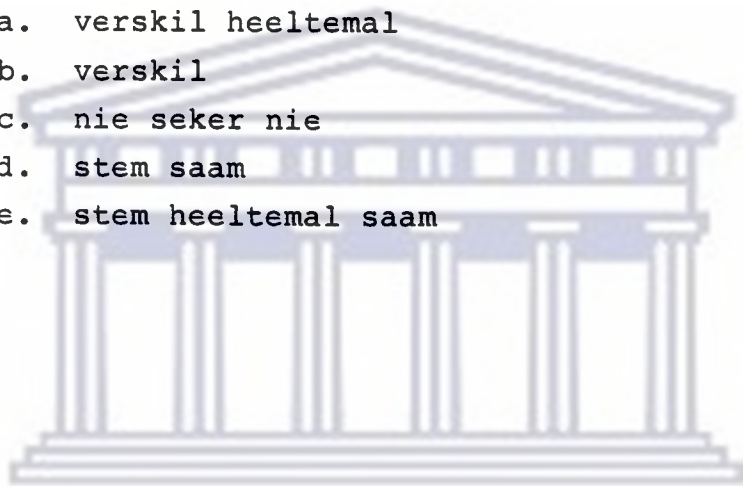 a. verskil heeltemal
b. verskil
c. nie seker nie
d. stem saam
e. stem heeltemal saam